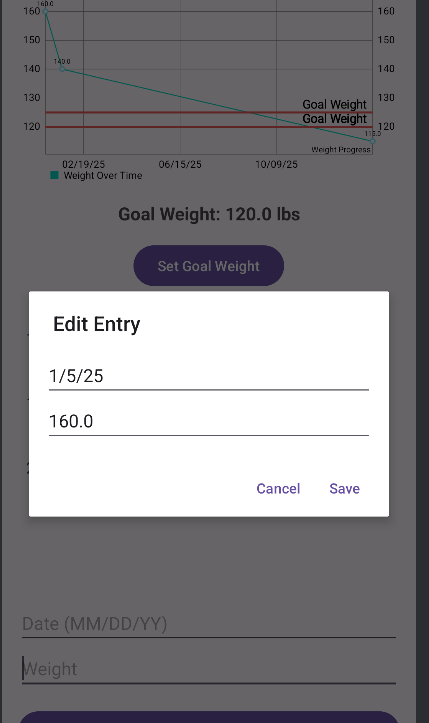 160.0
160 160
150 150
140.0
140 140
130 130
Goal Weight
Goal Weight
120 120
115.0
Weight Progress
02/19/25 06/15/25 10/09/25
Weight Over Time
Goal Weight: 120.0 lbs
Set Goal Weight
Edit Entry
1/5/25
160.0
Cancel Save
Date (MM/DD/YY)
Weight